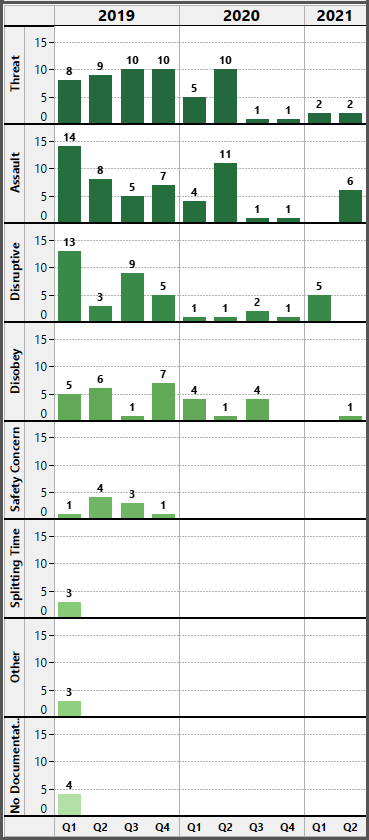 2019 2020 2021
Threat
15
10
5
0
8 9 10 10 5 10 1 1 2 2
Assault
15
10
5
0
14 8 5 7 4 11 1 1 6
Disruptive
15
10
5
0
13 3 9 5 1 1 2 1 5
Disobey
15
10
5
0
5 6 1 7 4 1 4 1
Safety Concern
15
10
5
0
1 4 3 1
Splitting Time
15
10
5
0
3
Other
15
10
5
0
3
No Documentat..
15
10
5
0
4
Q1 Q2 Q3 Q4 Q1 Q2 Q3 Q4 Q1 Q2